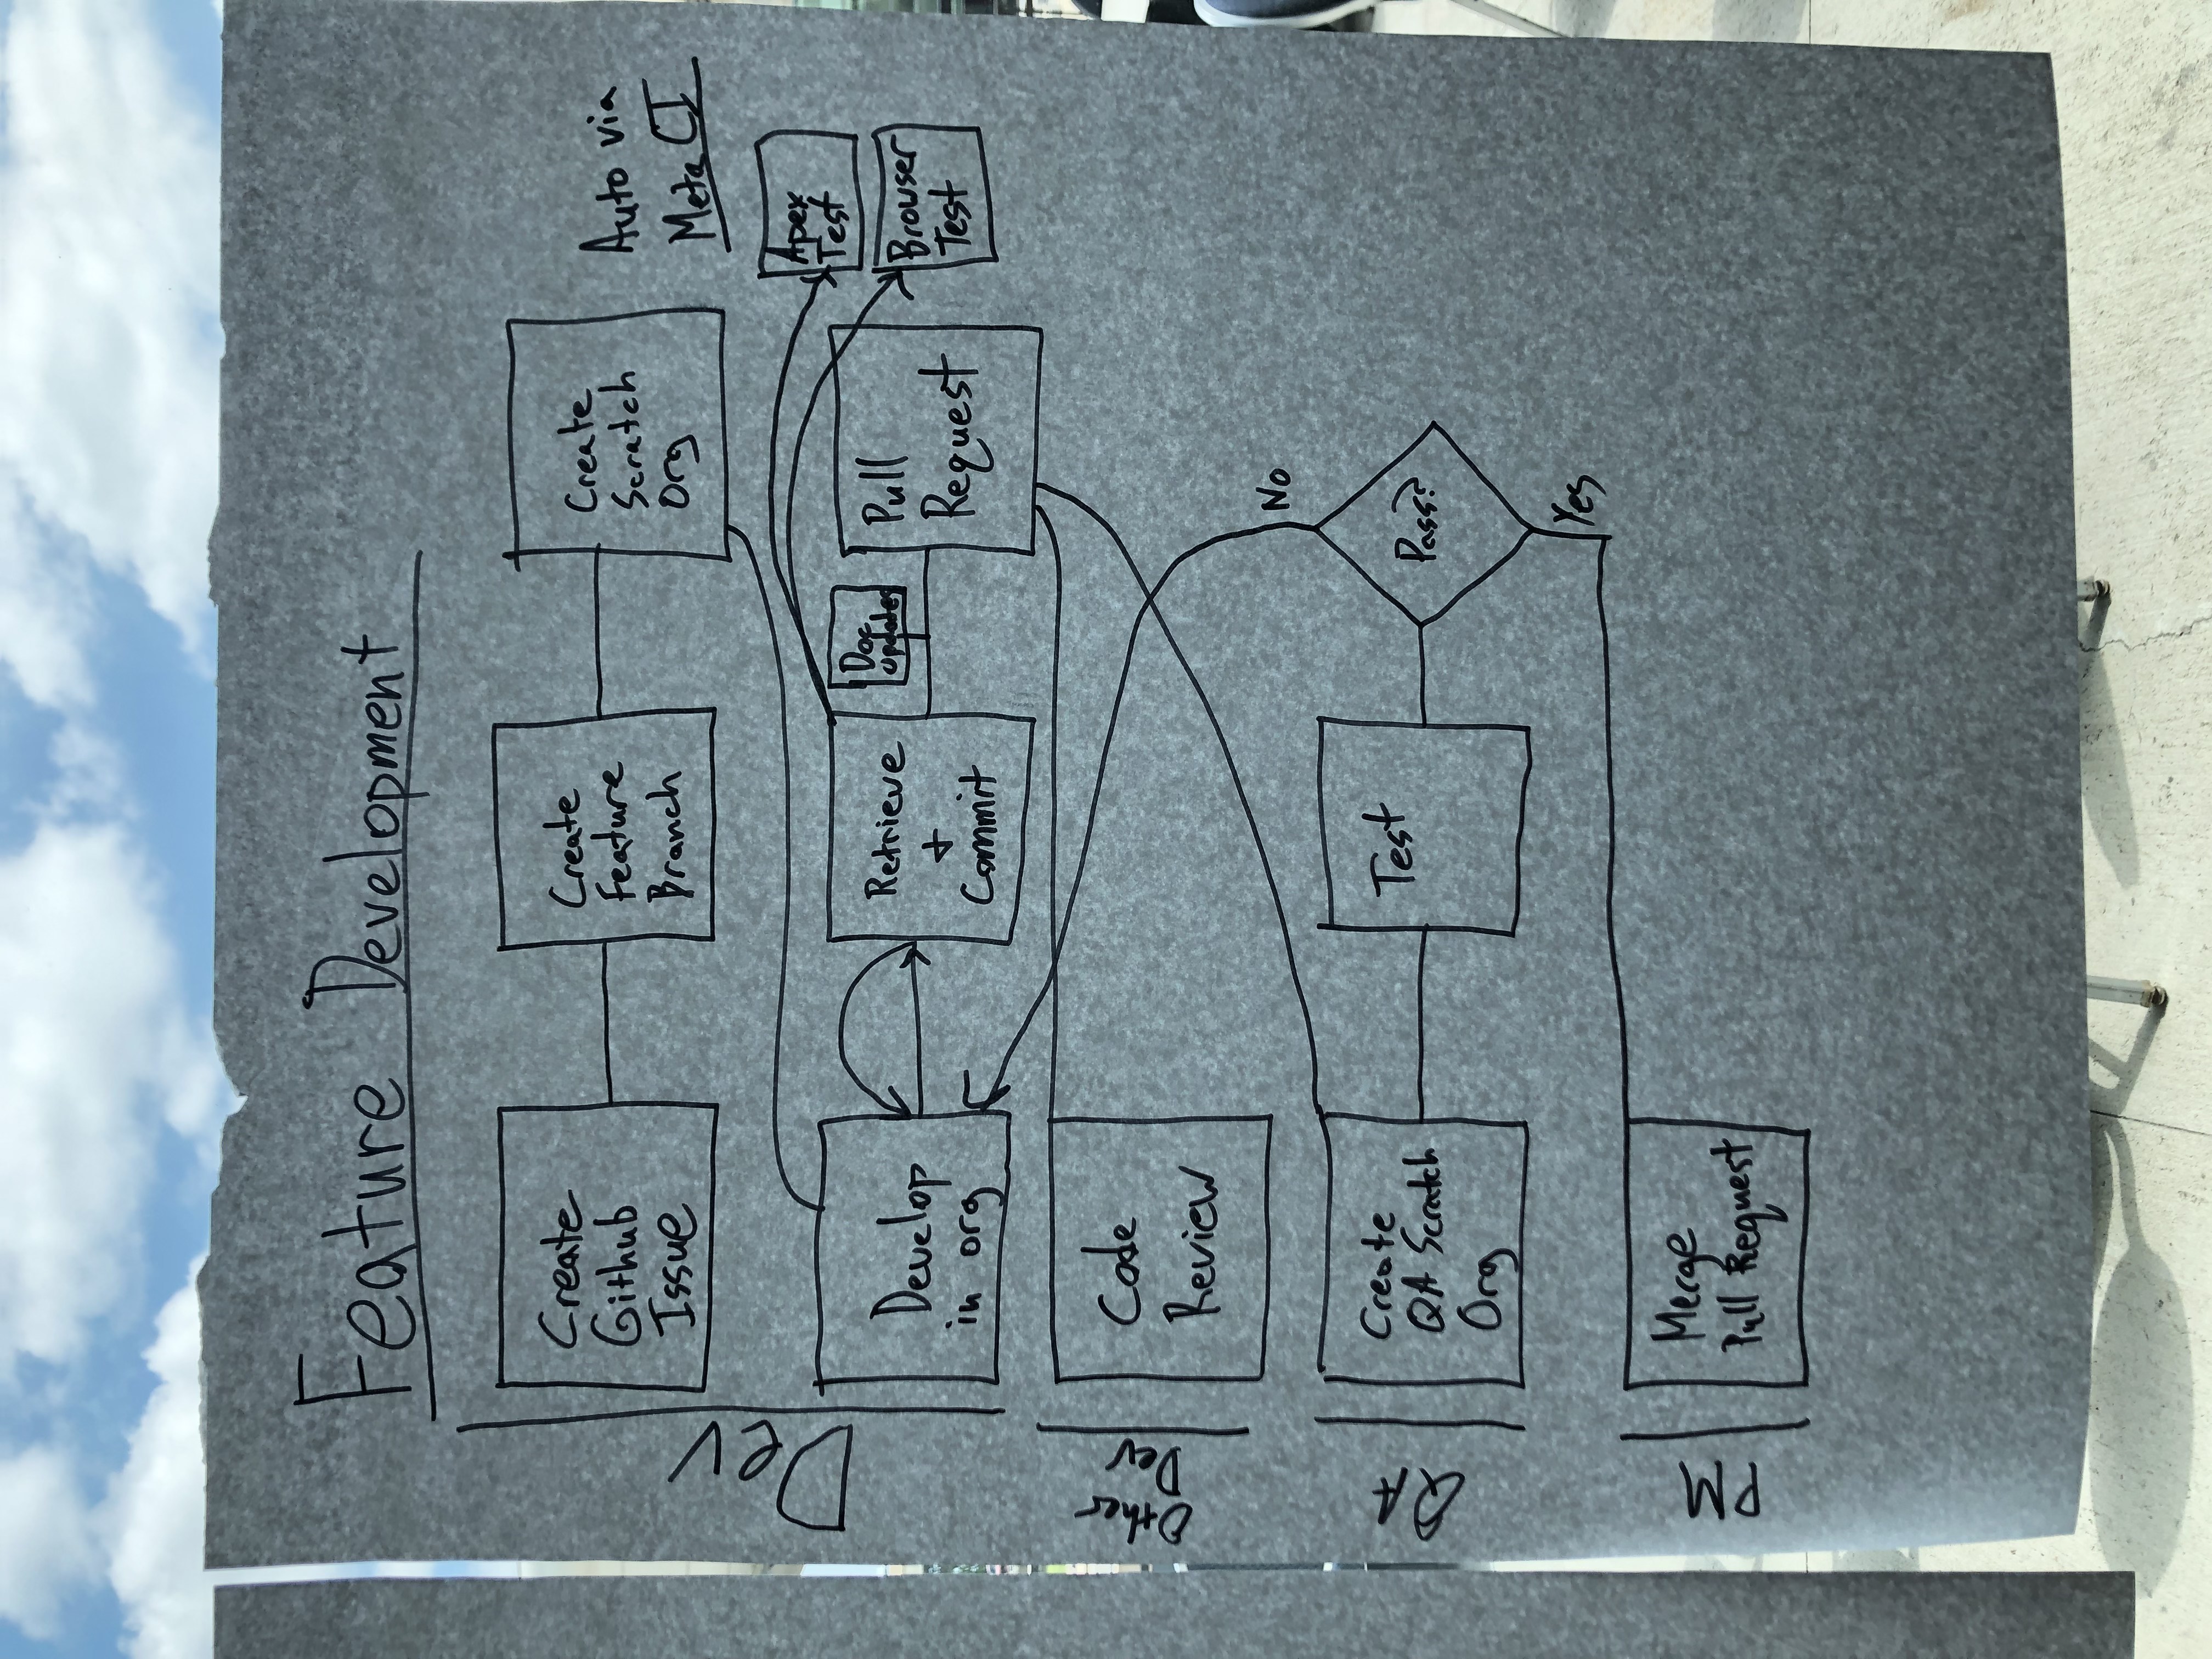 Feature Development
Dev
Create
Github
Issue
Create
Feature
Branch
Create
Scratch
Org
Auto via
Meta CI
Apex
Test
Browser
Test
Develop
in org
Retrieve
+
Commit
Doc
updates
Pull
Request
Other
Dev
Code
Review
QA
Create
QA Scratch
Org
Test
Pass?
No
Yes
PM
Merge
Pull Request